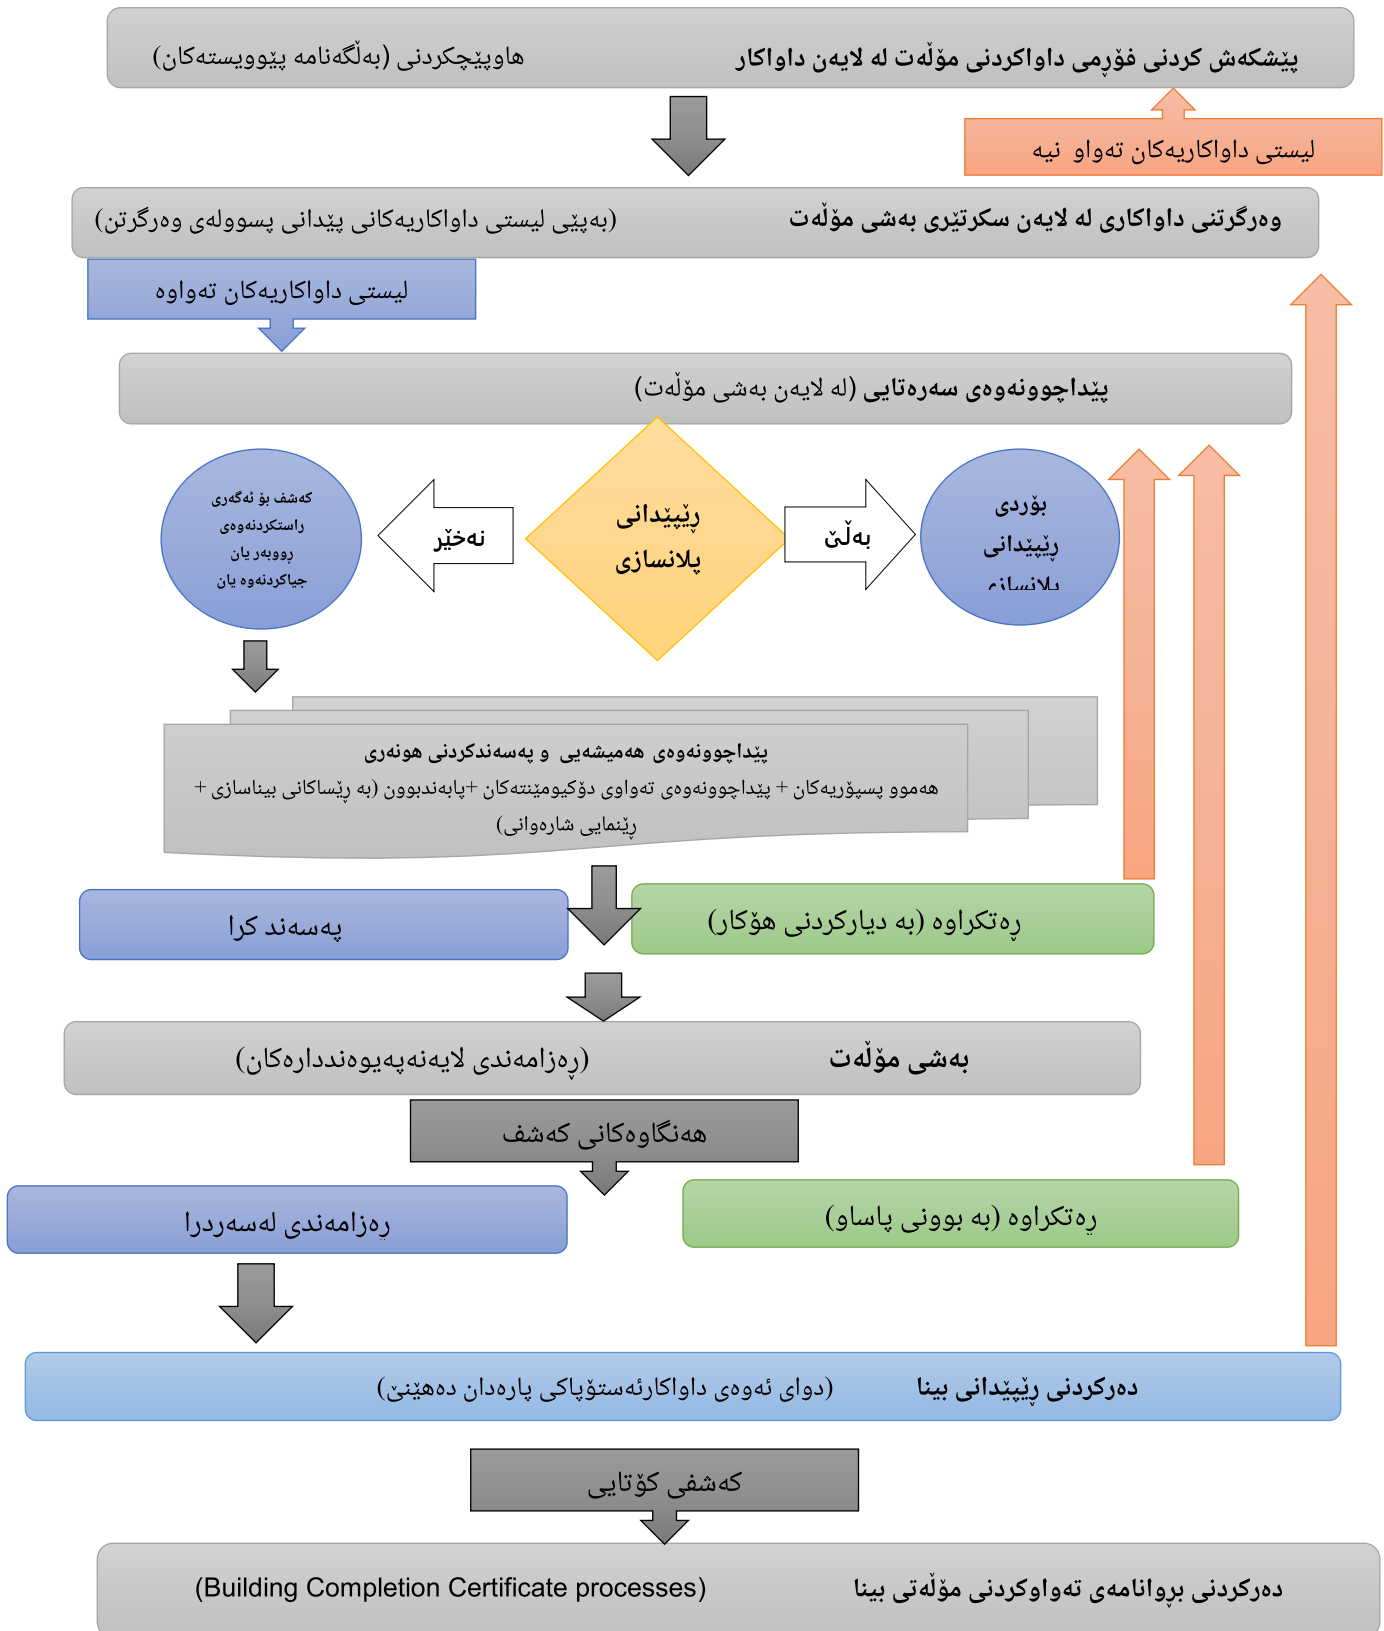 پێشکەش کردنی فۆڕمی داواکردنی مۆڵەت لە لایەن داواکار هاوپێچکردنی (بەڵگەنامە پێوویستەکان)
لیستی داواکاریەکان تەواو نیە
وەرگرتنی داواکاری لە لایەن سکرتێری بەشی مۆڵەت (بەپێی لیستی داواکاریەکانی پێدانی پسوولەی وەرگرتن)
لیستی داواکاریەکان تەواوە
پێداچوونەوەی سەرەتایی (لە لایەن بەشی مۆڵەت)
بۆردی
ڕێپێدانی
پلانسازی
بەڵێ
ڕێپێدانی
پلانسازی
نەخێر
کەشف بۆ ئەگەری
راستکردنەوەی
ڕووبەر یان
جیاکردنەوە یان
پێداچوونەوەی هەمیشەیی و پەسەندکردنی هونەری
هەموو پسپۆریەکان + پێداچوونەوەی تەواوی دۆکیومێنتەکان +پابەندبوون (بە ڕێساکانی بیناسازی +
ڕێنمایی شارەوانی)
ڕەتکراوە (بە دیارکردنی هۆکار)
پەسەند کرا
بەشی مۆڵەت (ڕەزامەندی لایەنەپەیوەنددارەکان)
هەنگاوەکانی کەشف
ڕەتکراوە (بە بوونی پاساو)
ڕەزامەندی لەسەردرا
دەرکردنی ڕێپێدانی بینا (دوای ئەوەی داواکارئەستۆپاکی پارەدان دەهێنێ)
کەشفی کۆتایی
دەرکردنی بڕوانامەی تەواوکردنی مۆڵەتی بینا (Building Completion Certificate processes)